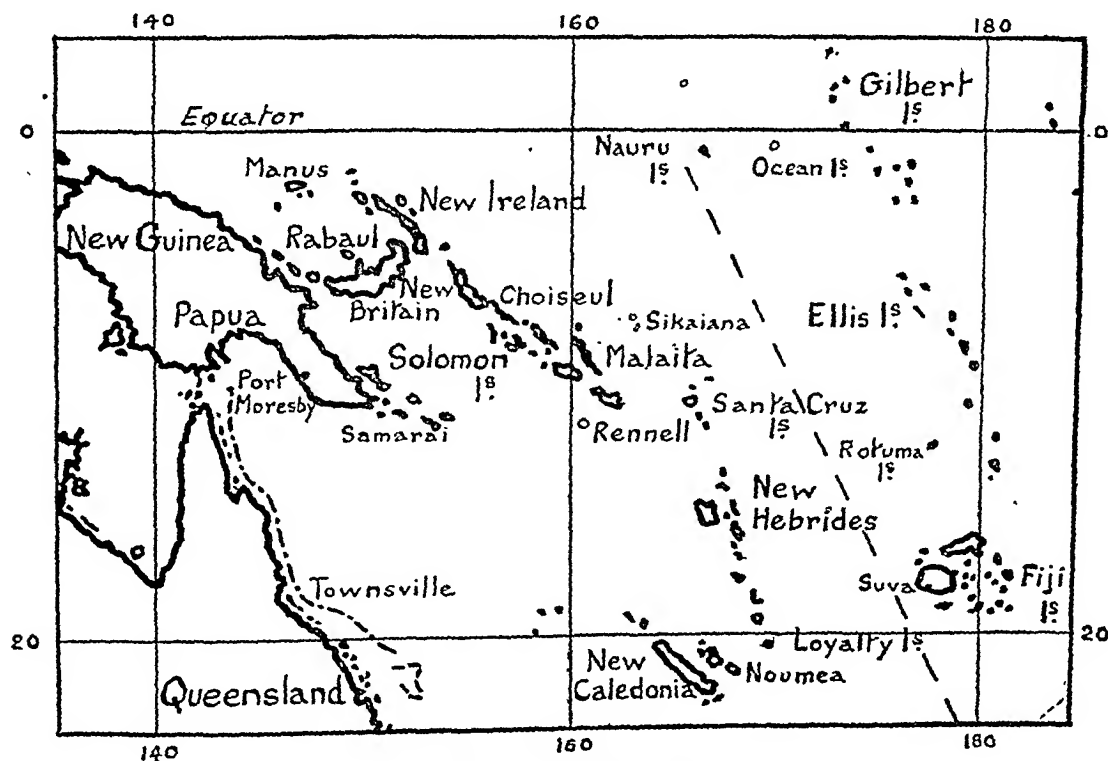 140 160 180
Gilbert
Is.
0 Equator 0
Nauru
Is.
Ocean Is.
Manus
New Ireland
New Guinea
Rabaul
New
Britain
Choiseul
Ellis Is.
Sikaiana
Papua
Solomon
Is.
Malaita
Port
Moresby
Santa Cruz
Is.
Samarai
Rennell
Rotuma
Is.
New
Hebrides
Townsville
Suva
Fiji
Is.
20 20
Loyalty Is.
New
Caledonia
Noumea
Queensland
140 160 180